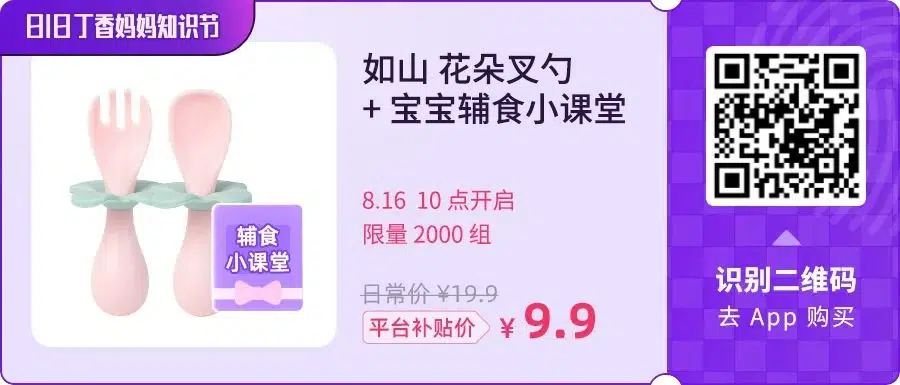 818丁香妈妈知识节
如山 花朵叉勺
+ 宝宝辅食小课堂
辅食
小课堂
8.16 10 点开启
限量 2000 组
日常价 ¥19.9
平台补贴价 ¥ 9.9
识别二维码
去 App 购买